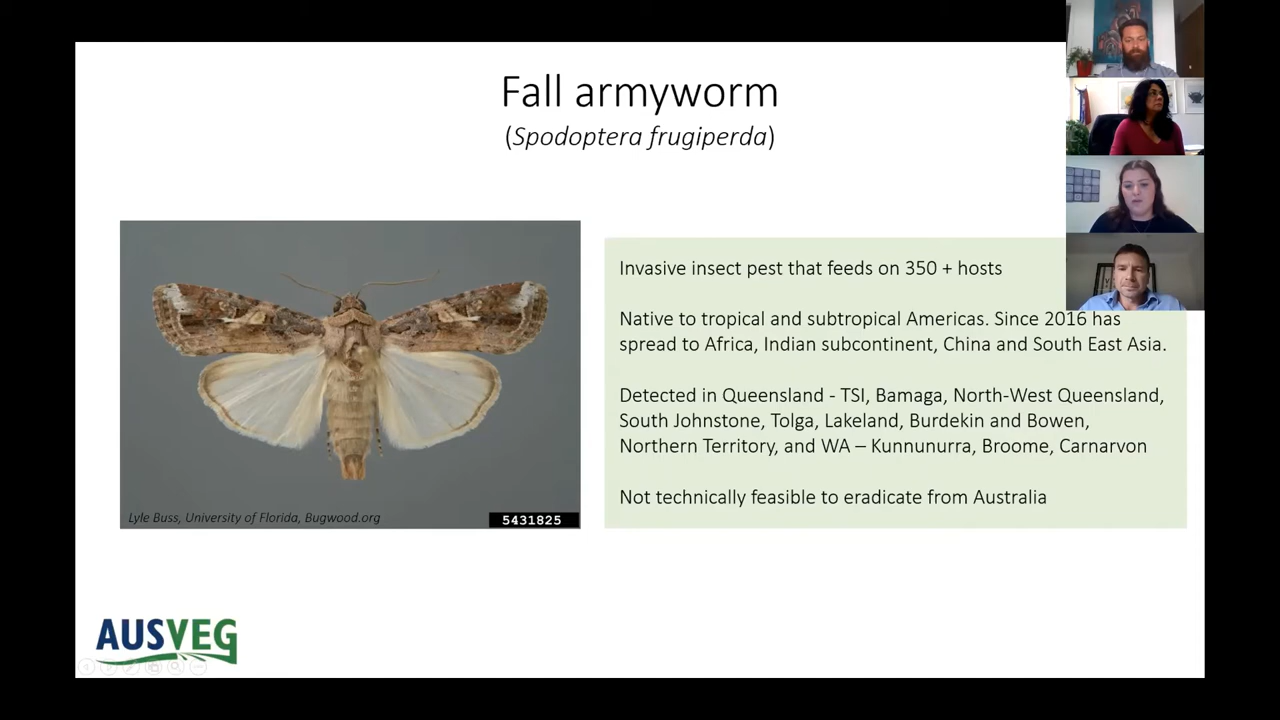 Fall armyworm
(Spodoptera frugiperda)
Invasive insect pest that feeds on 350 + hosts
Native to tropical and subtropical Americas. Since 2016 has
spread to Africa, Indian subcontinent, China and South East Asia.
Detected in Queensland - TSI, Bamaga, North-West Queensland,
South Johnstone, Tolga, Lakeland, Burdekin and Bowen,
Northern Territory, and WA – Kunnunurra, Broome, Carnarvon
Not technically feasible to eradicate from Australia
Lyle Buss, University of Florida, Bugwood.org
5431825
AUSVEG